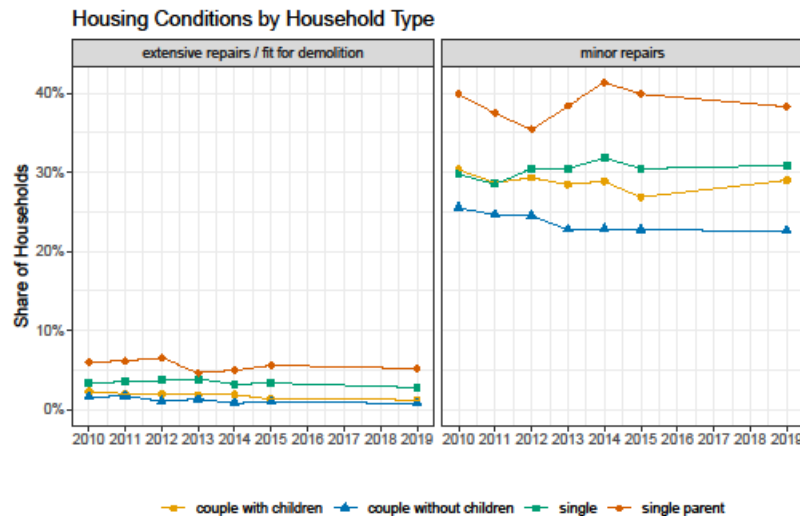 Housing Conditions by Household Type
extensive repairs / fit for demolition
minor repairs
Share of Households
40%
30%
20%
10%
0%
2010 2011 2012 2013 2014 2015 2016 2017 2018 2019
2010 2011 2012 2013 2014 2015 2016 2017 2018 2019
couple with children couple without children single single parent